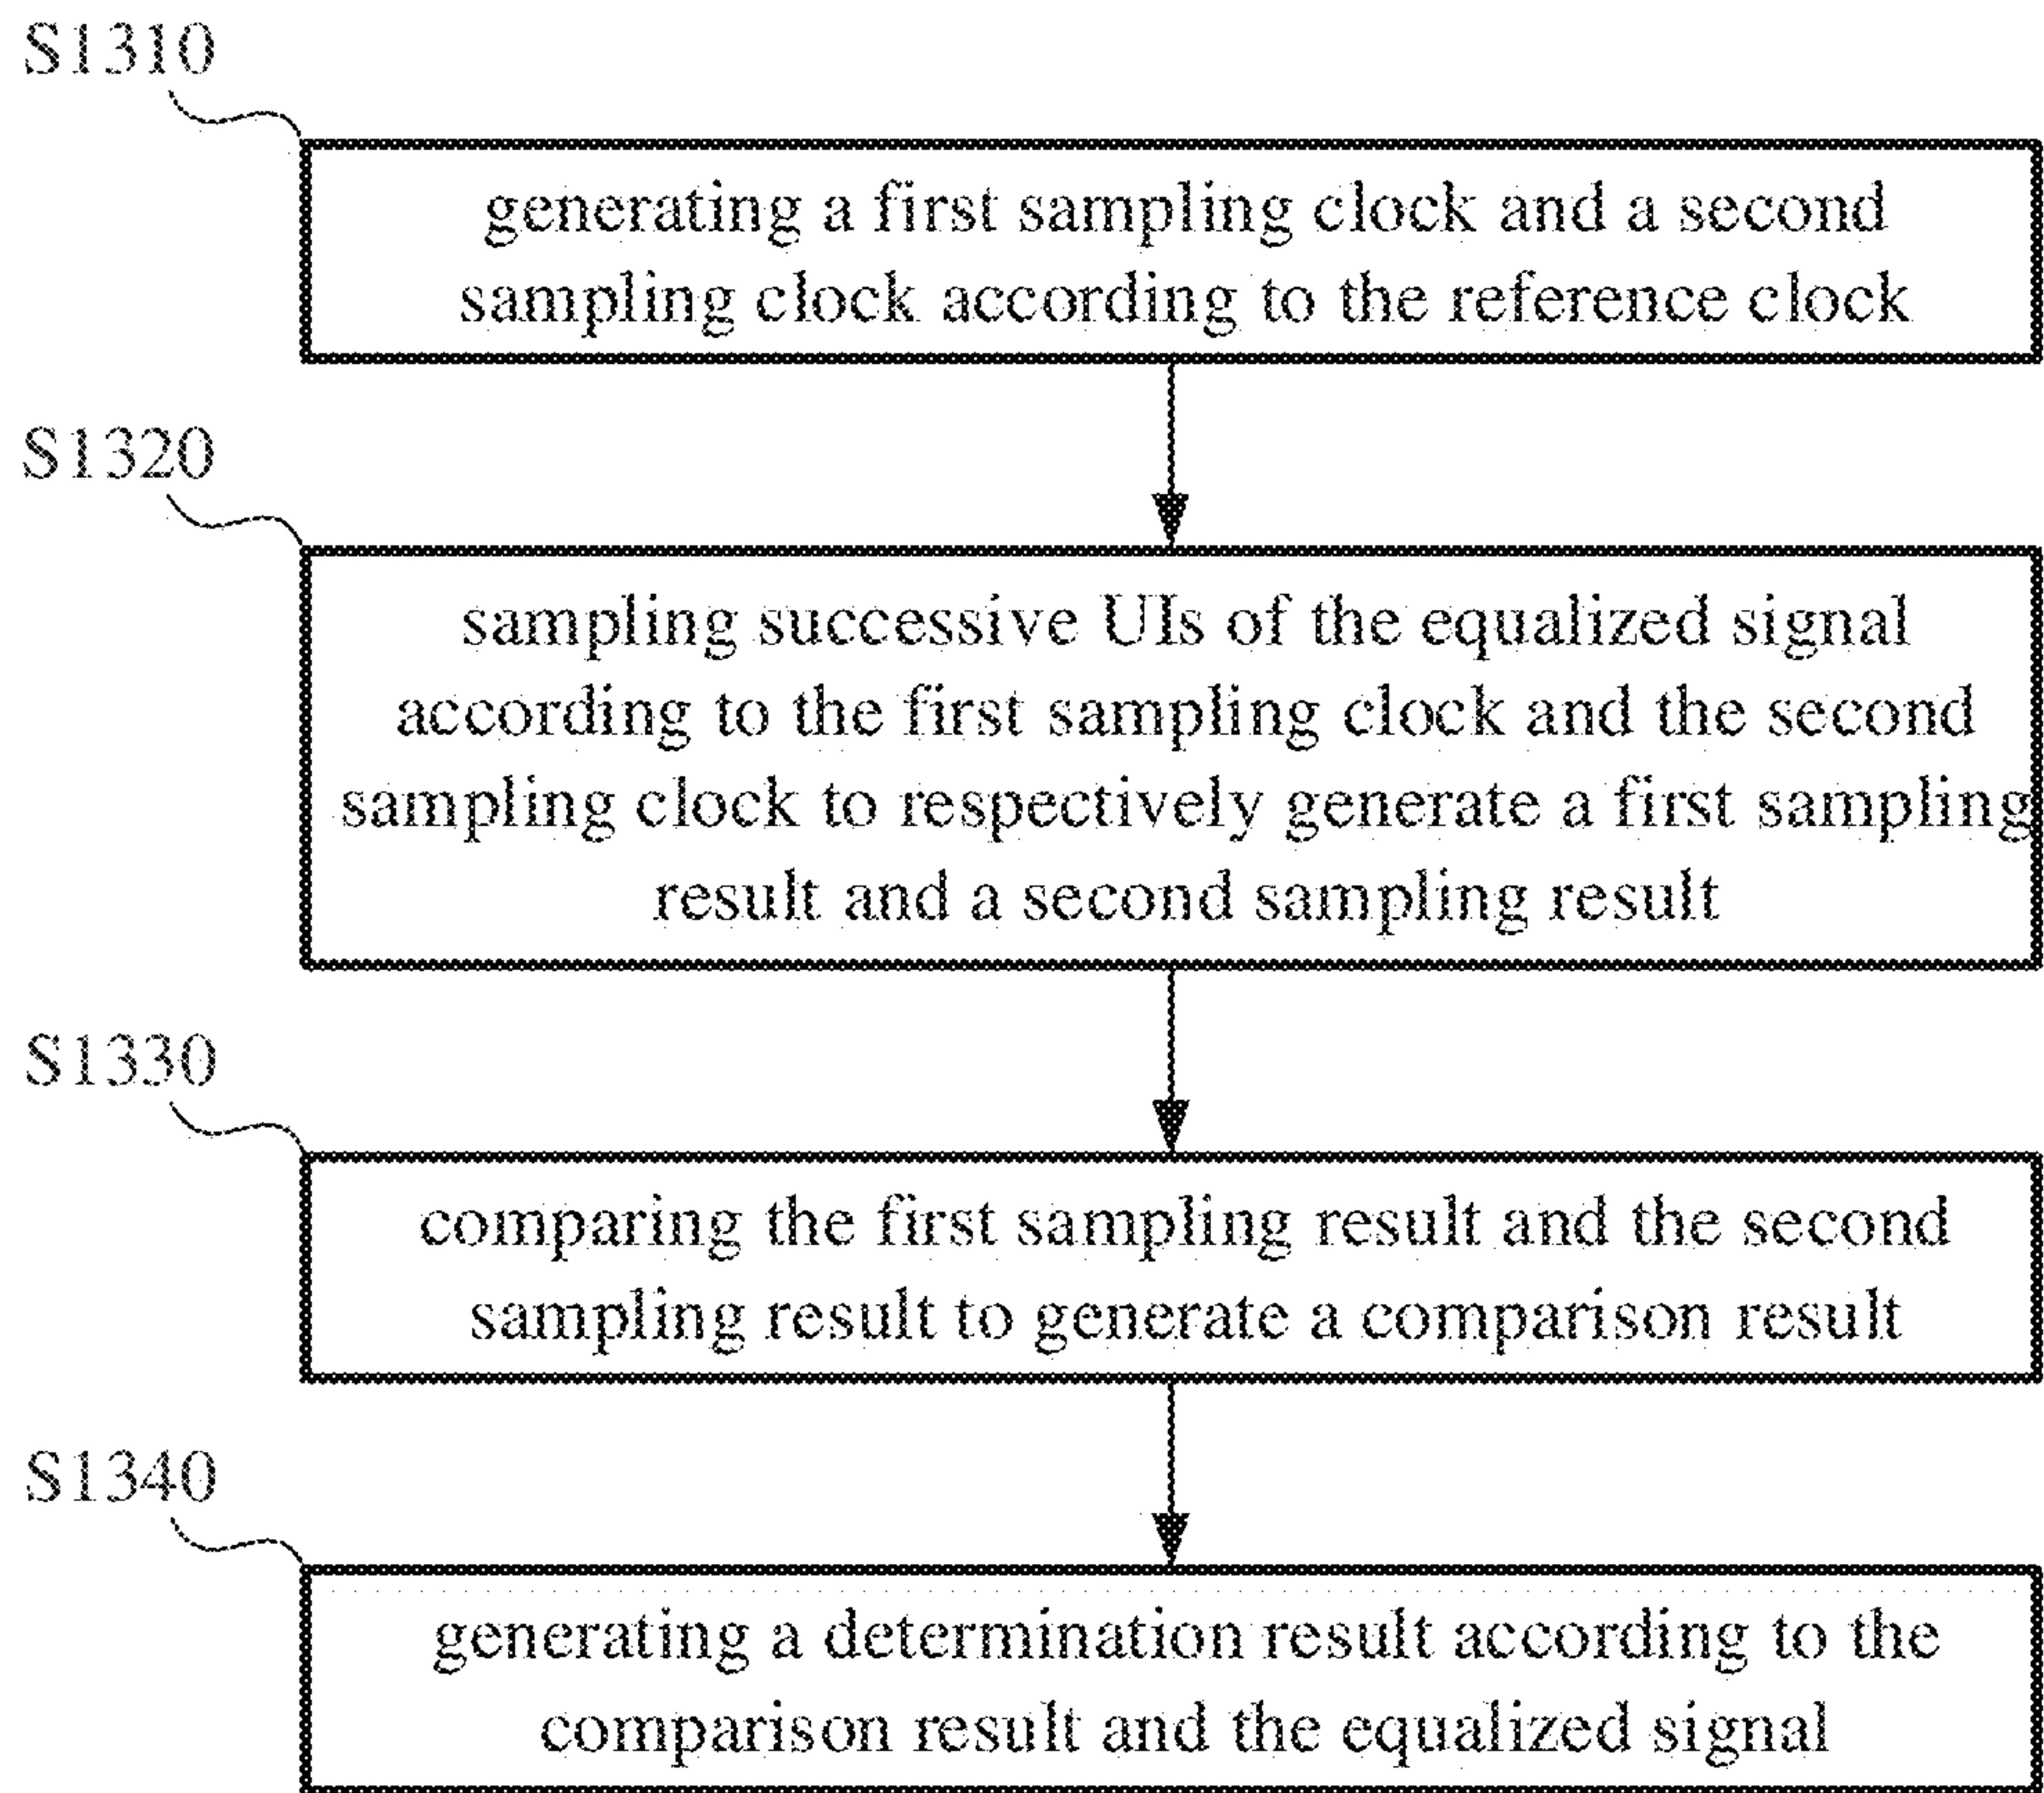 S1310
generating a first sampling clock and a second
sampling clock according to the reference clock
S1320
sampling successive UIs of the equalized signal
according to the first sampling clock and the second
sampling clock to respectively generate a first sampling
result and a second sampling result
S1330
comparing the first sampling result and the second
sampling result to generate a comparison result
S1340
generating a determination result according to the
comparison result and the equalized signal